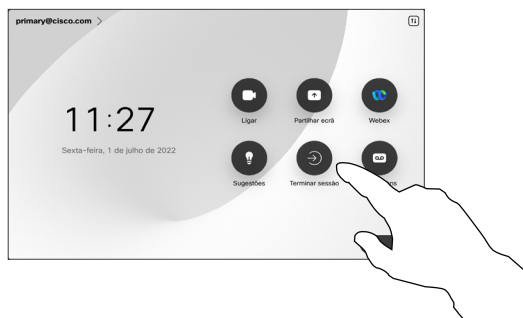 primary@cisco.com
11:27
Sexta-feira, 1 de julho de 2022
Ligar
Partilhar ecrã
Webex
Sugestões
Terminar sessão